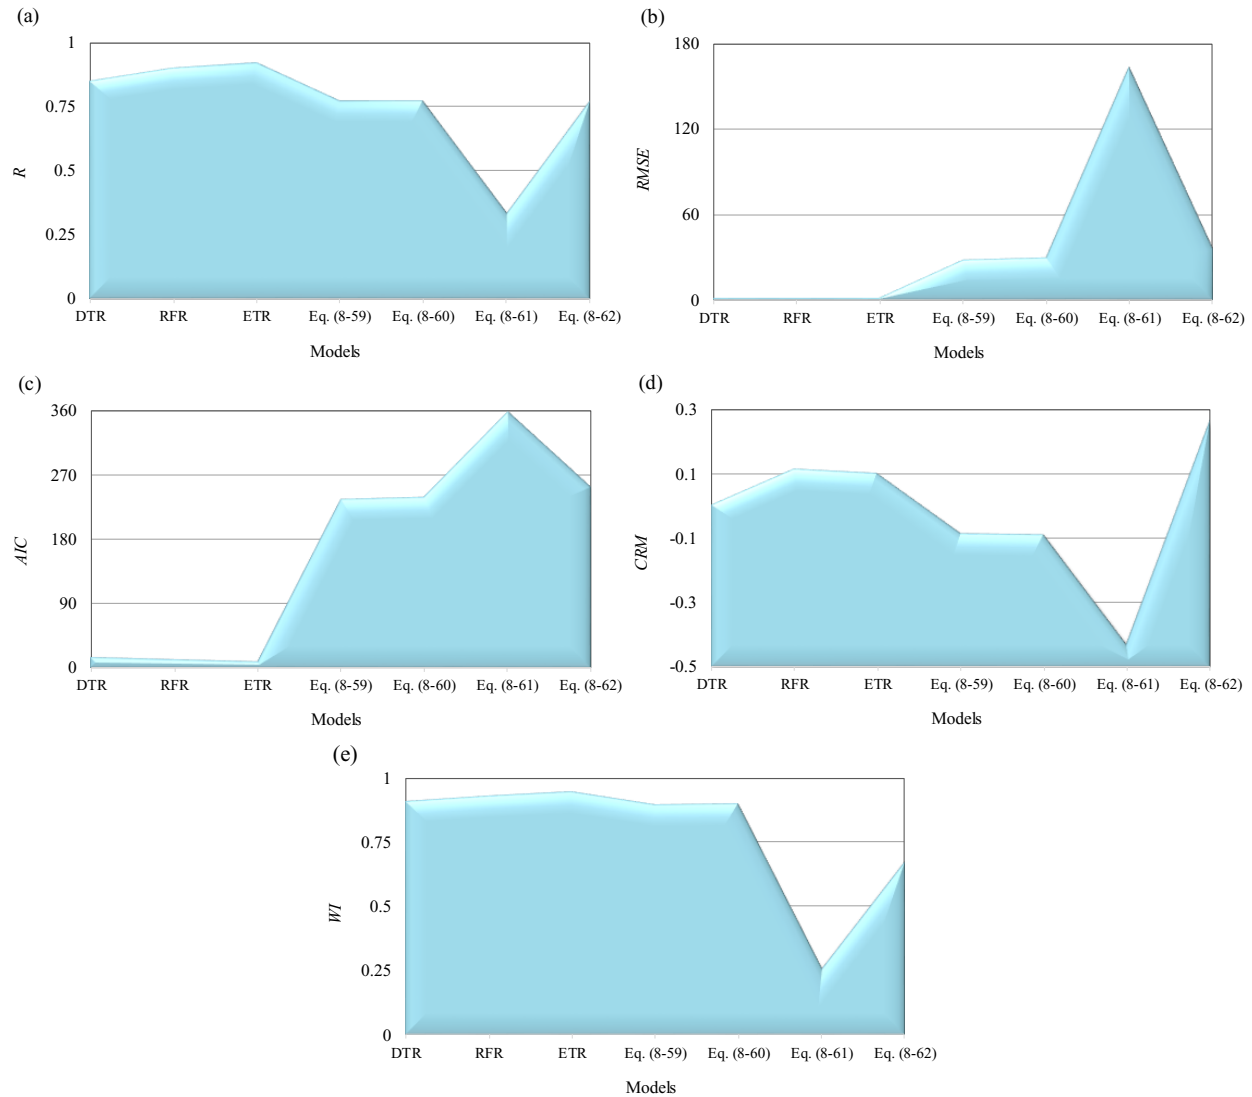 (a)
1
0.75
0.5
0.25
0
R
DTR RFR ETR Eq. (8-59) Eq. (8-60) Eq. (8-61) Eq. (8-62)
Models
(b)
180
120
60
0
RMSE
DTR RFR ETR Eq. (8-59) Eq. (8-60) Eq. (8-61) Eq. (8-62)
Models
(c)
360
270
180
90
0
AIC
DTR RFR ETR Eq. (8-59) Eq. (8-60) Eq. (8-61) Eq. (8-62)
Models
(d)
0.3
0.1
-0.1
-0.3
-0.5
CRM
DTR RFR ETR Eq. (8-59) Eq. (8-60) Eq. (8-61) Eq. (8-62)
Models
(e)
1
0.75
0.5
0.25
0
WI
DTR RFR ETR Eq. (8-59) Eq. (8-60) Eq. (8-61) Eq. (8-62)
Models